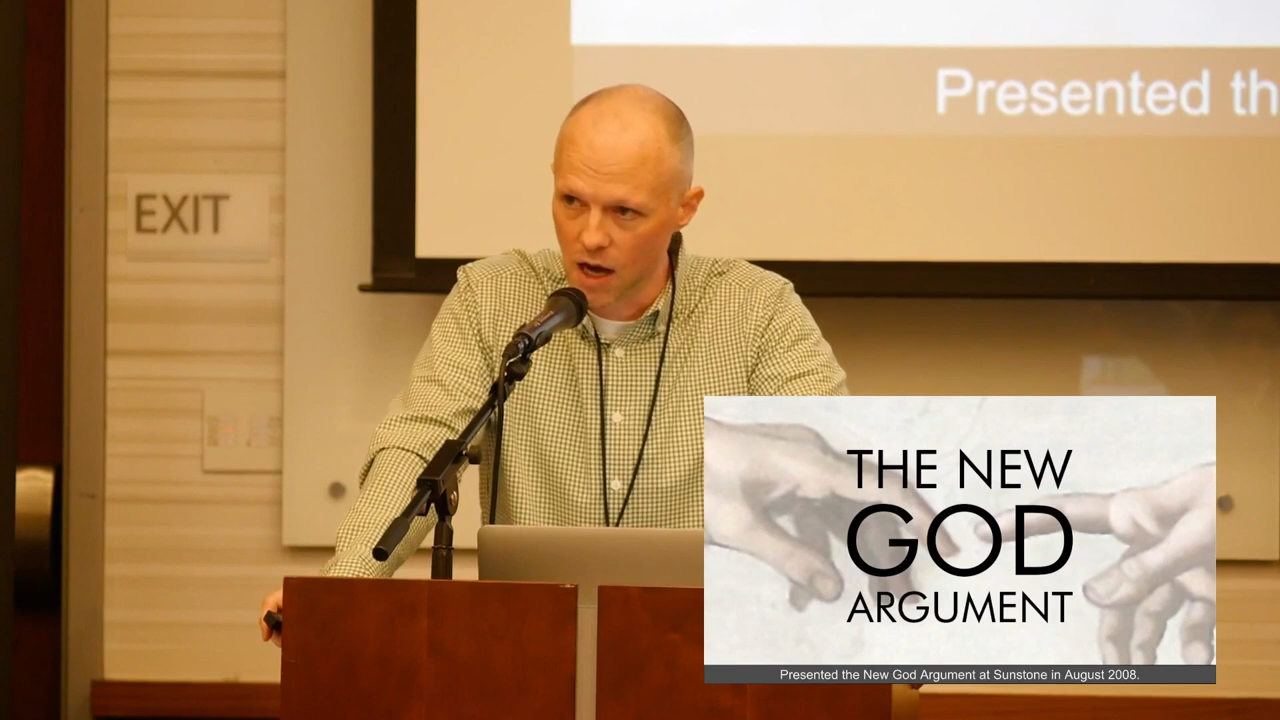 Presented th
EXIT
THE NEW
GOD
ARGUMENT
Presented the New God Argument at Sunstone in August 2008.